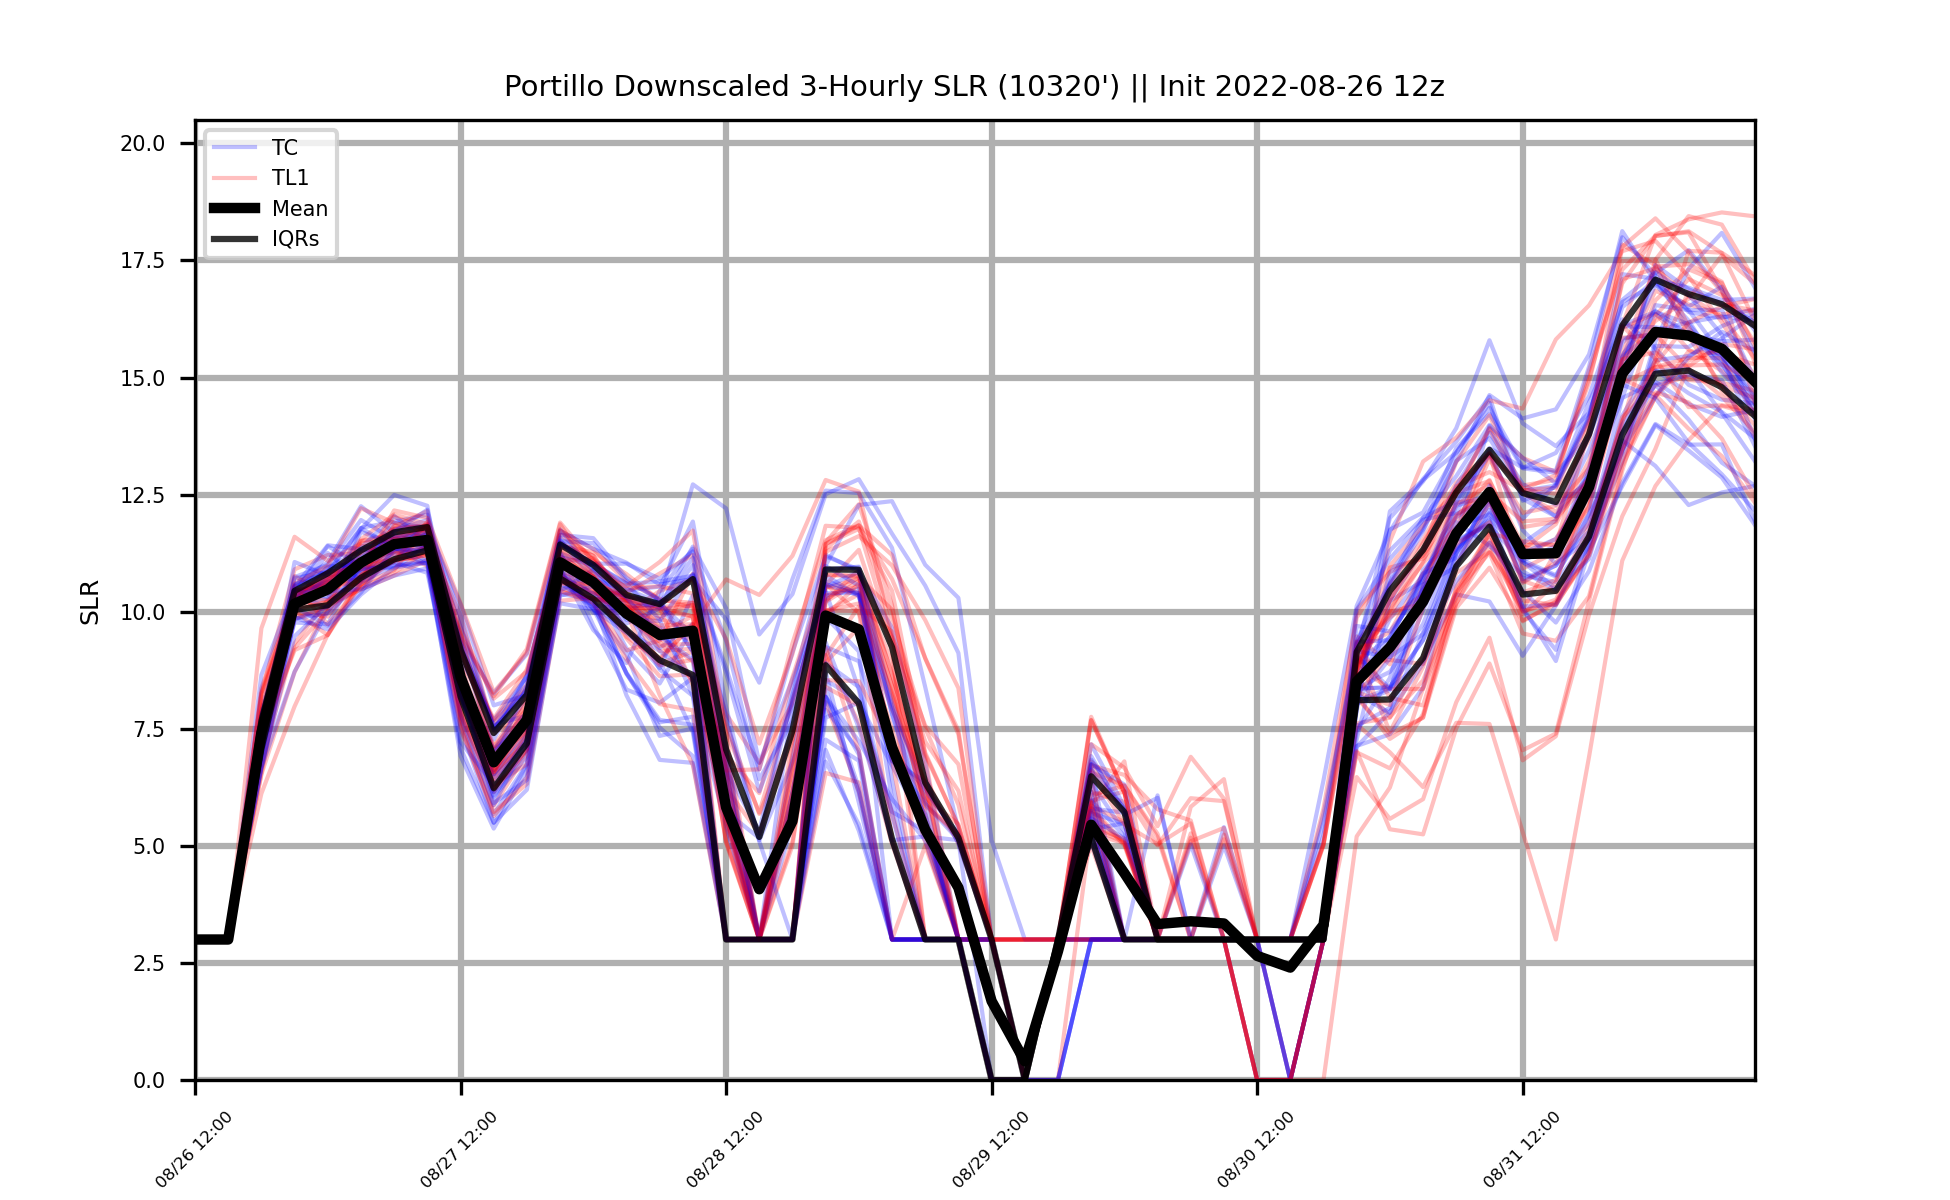 Portillo Downscaled 3-Hourly SLR (10320') || Init 2022-08-26 12z
TC
TL1
Mean
IQRs
SLR
20.0
17.5
15.0
12.5
10.0
7.5
5.0
2.5
0.0
08/26 12:00
08/27 12:00
08/28 12:00
08/29 12:00
08/30 12:00
08/31 12:00